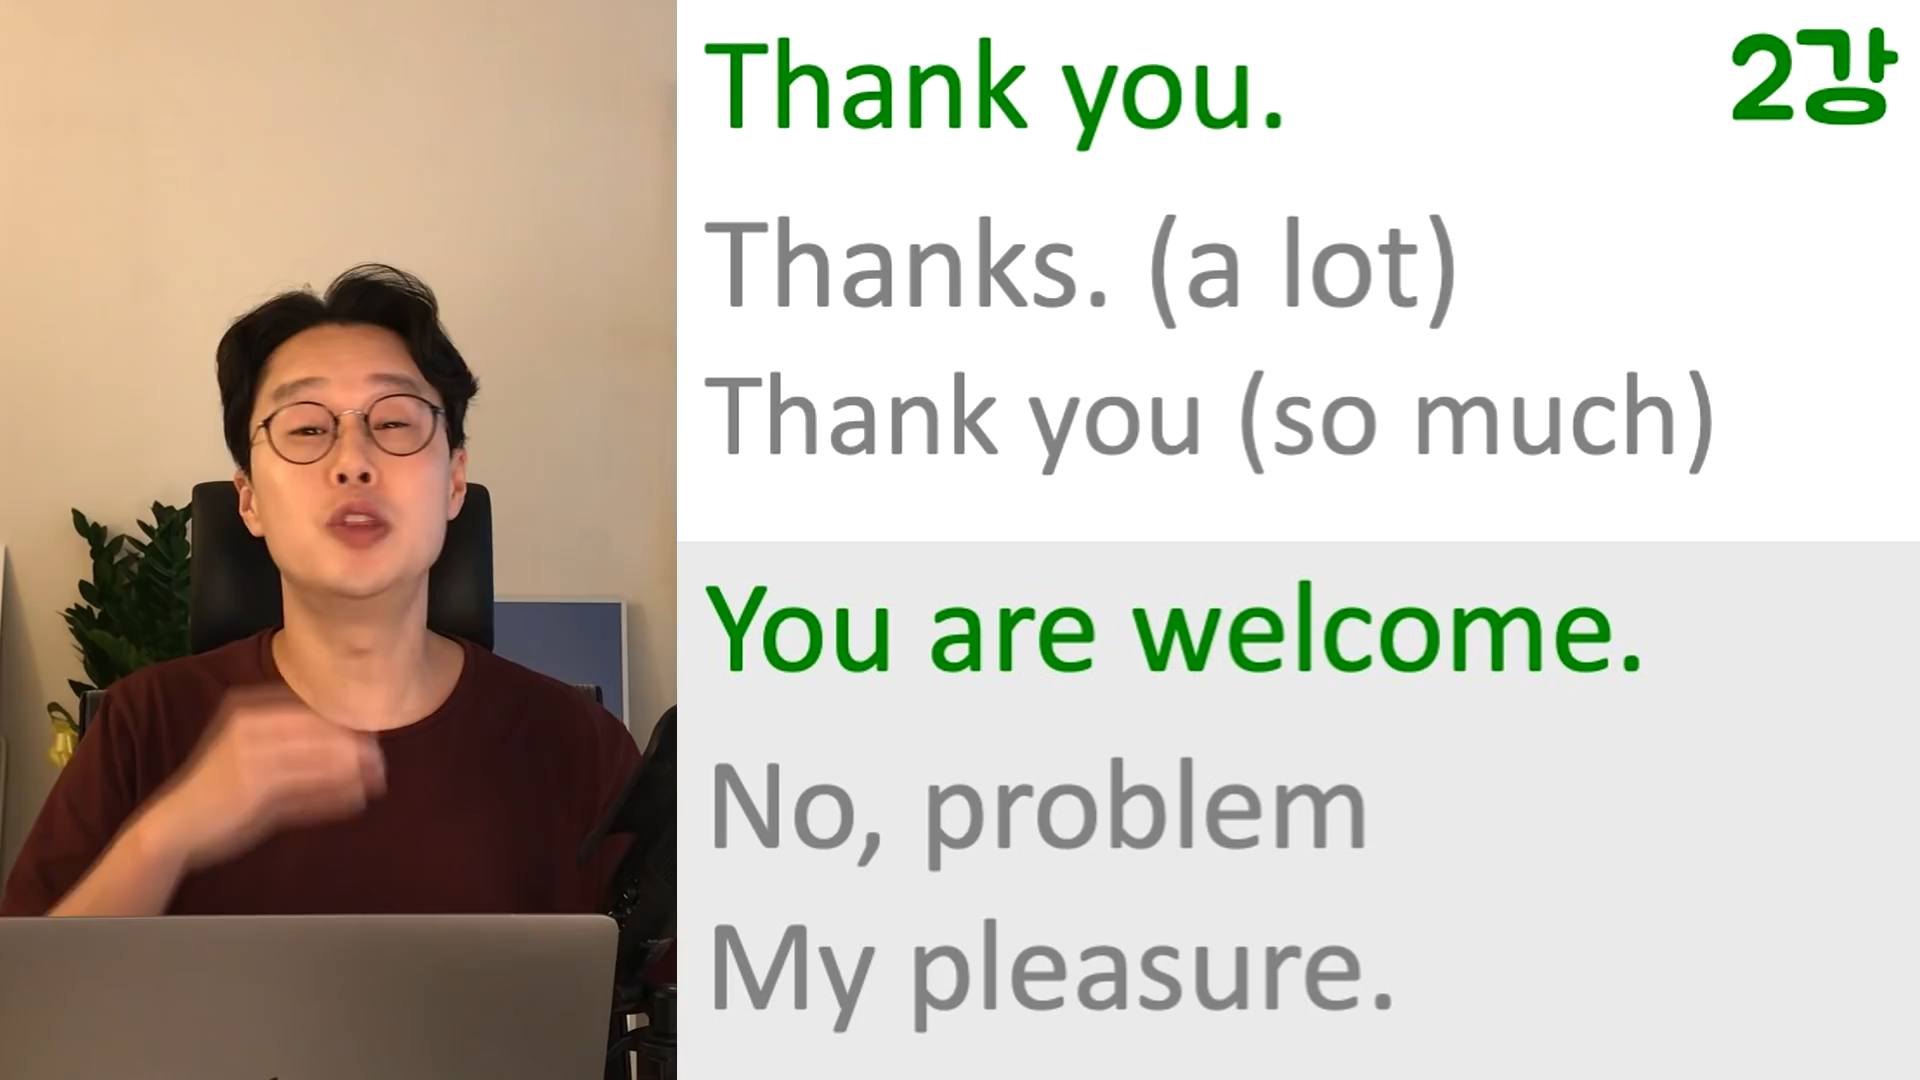 Thank you.
2강
Thanks. (a lot)
Thank you (so much)
You are welcome.
No, problem
My pleasure.